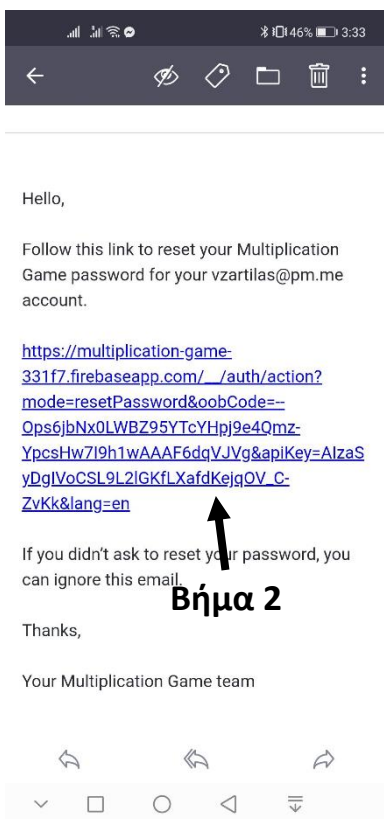 46% 3:33
Hello,
Follow this link to reset your Multiplication
Game password for your vzartilas@pm.me
account.
https://multiplication-game-
331f7.firebaseapp.com/__/auth/action?
mode=resetPassword&oobCode=--
Ops6jbNx0LWBZ95YTcYHpj9e4Qmz-
YpcsHw7I9h1wAAAF6dqVJVg&apiKey=AIzaS
yDgIVoCSL9L2lGKfLXafdKejqOV_C-
ZvKk&lang=en
If you didn't ask to reset your password, you
can ignore this email.
Βήμα 2
Thanks,
Your Multiplication Game team